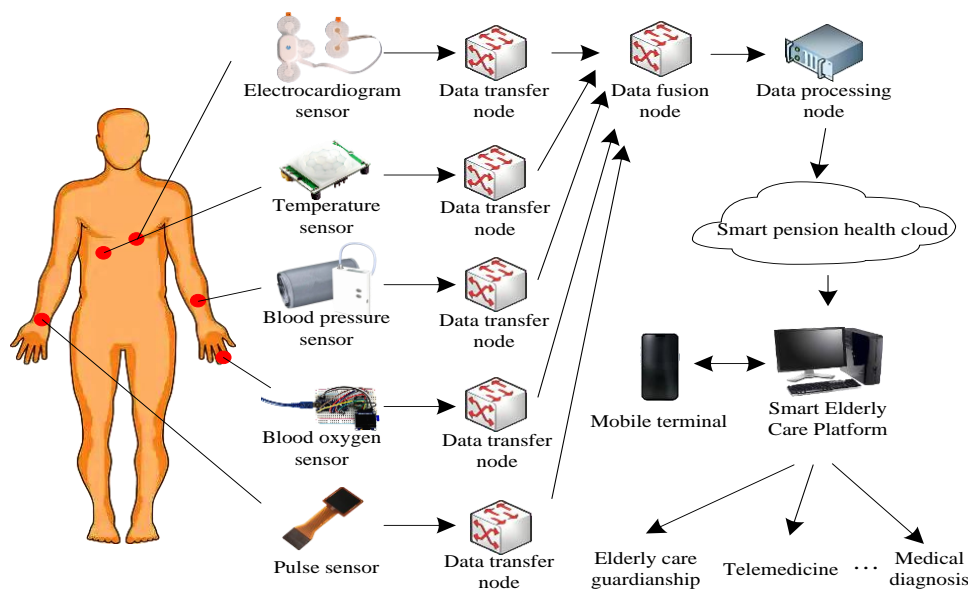 Electrocardiogram
sensor
Data transfer
node
Data fusion
node
Data processing
node
Temperature
sensor
Data transfer
node
Smart pension health cloud
Blood pressure
sensor
Data transfer
node
Mobile terminal
Smart Elderly
Care Platform
Blood oxygen
sensor
Data transfer
node
Pulse sensor
Data transfer
node
Elderly care
guardianship
Telemedicine
···
Medical
diagnosis